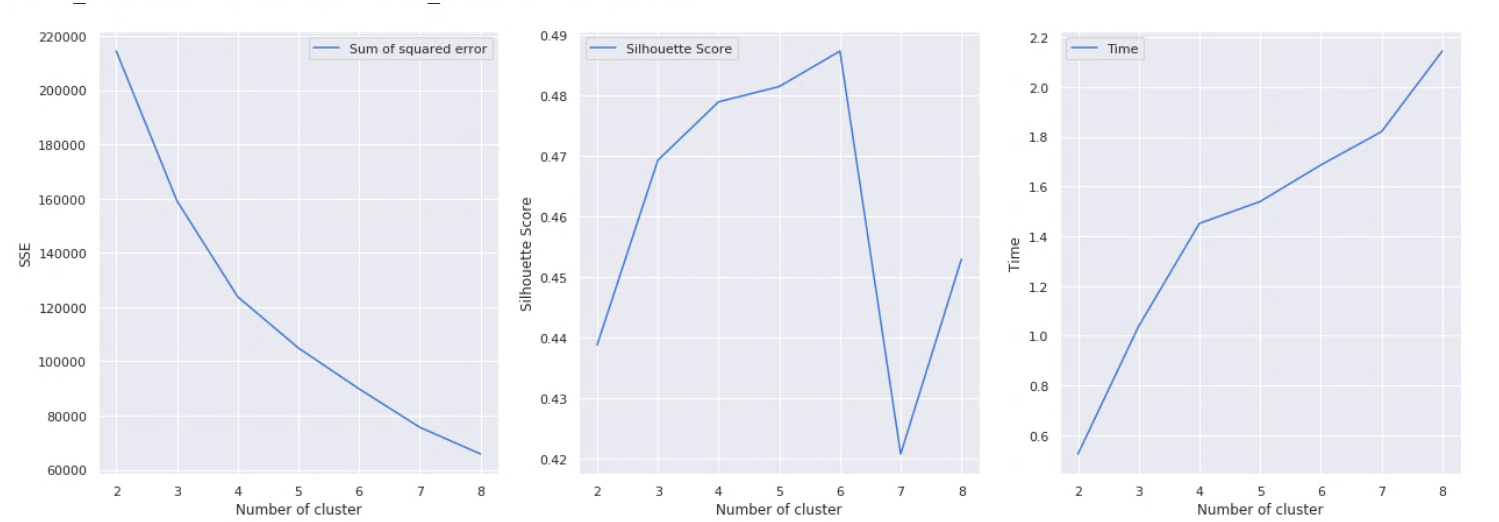 Sum of squared error
220000
200000
180000
160000
140000
120000
100000
80000
60000
SSE
2 3 4 5 6 7 8
Number of cluster
Silhouette Score
0.49
0.48
0.47
0.46
0.45
0.44
0.43
0.42
Silhouette Score
2 3 4 5 6 7 8
Number of cluster
Time
2.2
2.0
1.8
1.6
1.4
1.2
1.0
0.8
0.6
Time
2 3 4 5 6 7 8
Number of cluster